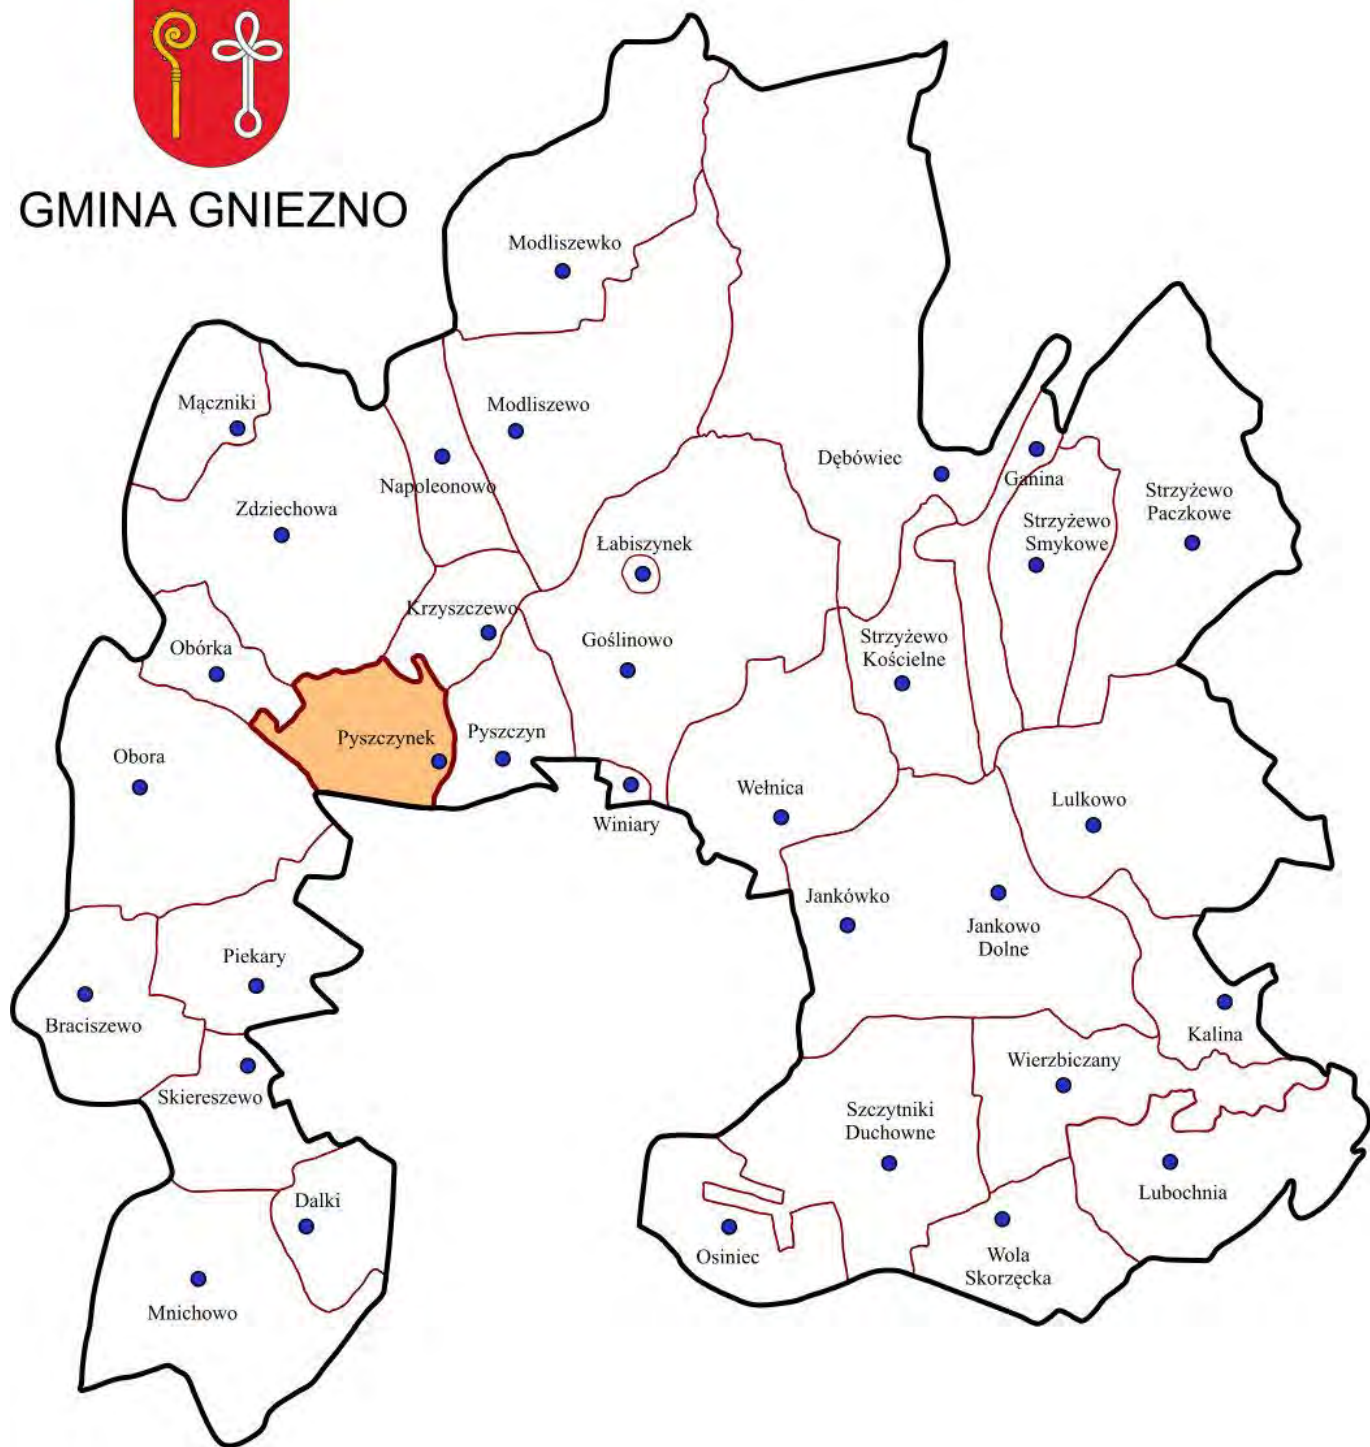 GMINA GNIEZNO
Modliszewko
Mączniki
Modliszewo
Napoleonowo
Dębówiec
Ganina
Strzyżewo
Paczkowe
Zdziechowa
Strzyżewo
Smykowe
Łabiszynek
Krzyszczewo
Goślinowo
Strzyżewo
Kościelne
Obórka
Pyszczynek
Pyszczyn
Obora
Wełnica
Lulkowo
Winiary
Jankówko
Jankowo
Dolne
Piekary
Braciszewo
Kalina
Wierzbiczany
Skiereszewo
Szczytniki
Duchowne
Lubochnia
Dalki
Osiniec
Wola
Skorzęcka
Mnichowo